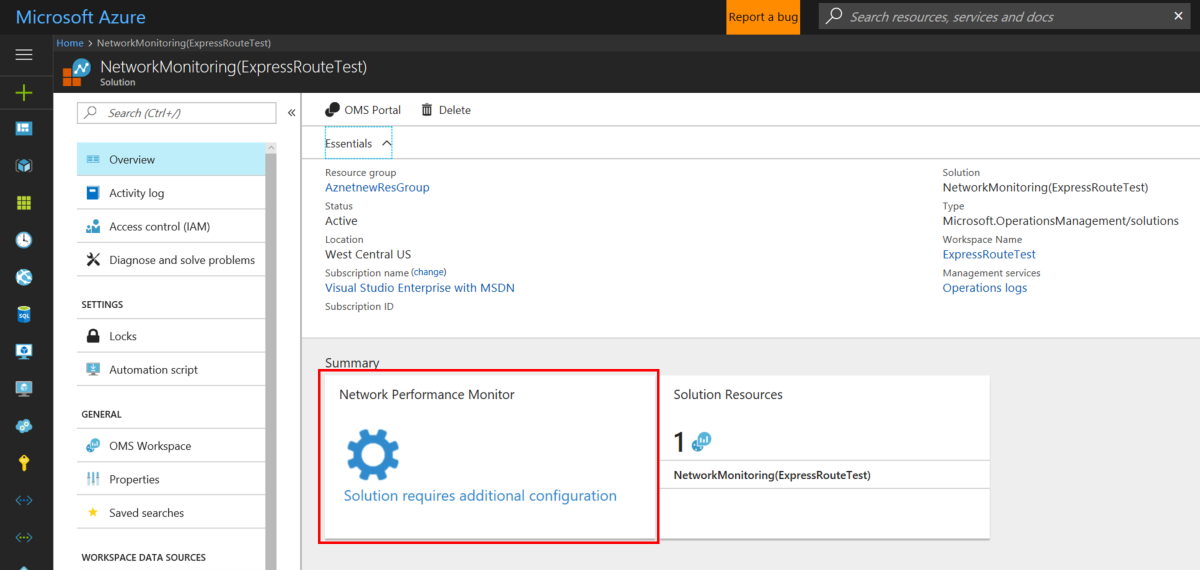 Microsoft Azure
Report a bug
Search resources, services and docs
Home > NetworkMonitoring(ExpressRouteTest)
NetworkMonitoring(ExpressRouteTest)
Solution
Search (Ctrl+/)
Overview
Activity log
Access control (IAM)
Diagnose and solve problems
SETTINGS
Locks
Automation script
GENERAL
OMS Workspace
Properties
Saved searches
WORKSPACE DATA SOURCES
SQL
OMS Portal
Delete
Essentials
Resource group
AznetnewResGroup
Status
Active
Location
West Central US
Subscription name (change)
Visual Studio Enterprise with MSDN
Subscription ID
Solution
NetworkMonitoring(ExpressRouteTest)
Type
Microsoft.OperationsManagement/solutions
Workspace Name
ExpressRouteTest
Management services
Operations logs
Summary
Network Performance Monitor
Solution requires additional configuration
Solution Resources
1
NetworkMonitoring(ExpressRouteTest)